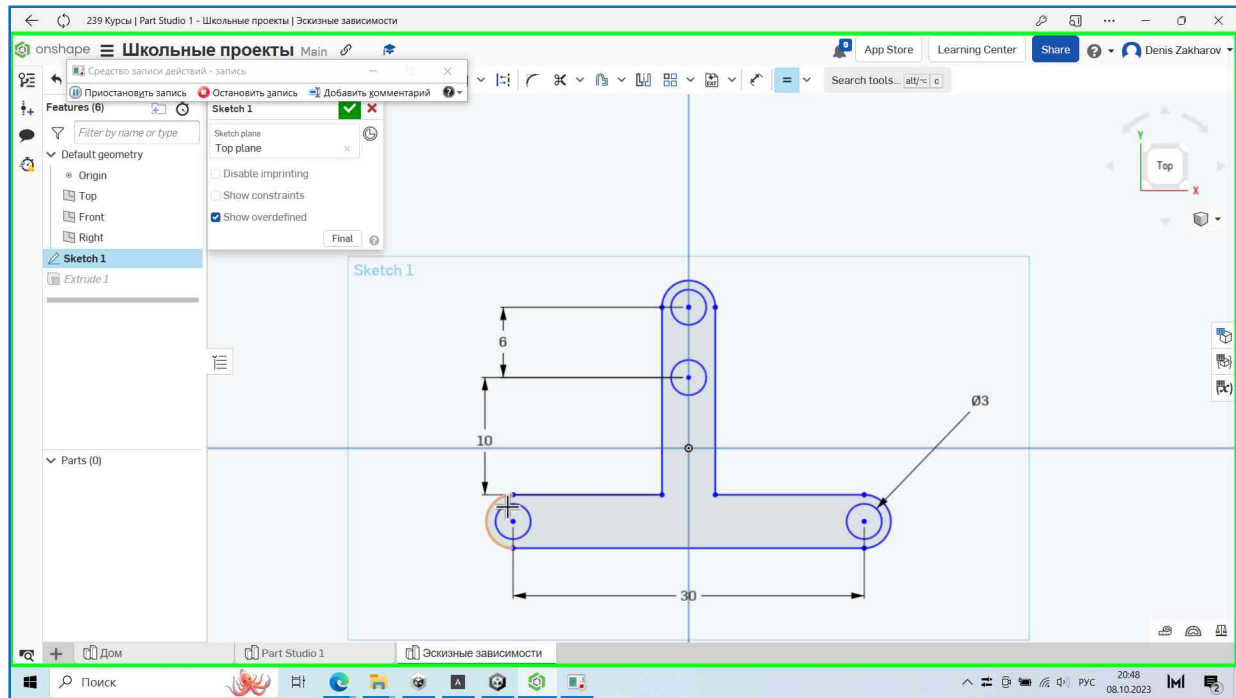 239 Курсы | Part Studio 1 - Школьные проекты | Эскизные зависимости
onshape Школьные проекты Main
9
App Store
Learning Center
Share
Denis Zakharov
Средство записи действий - запись
Приостановить запись Остановить запись Добавить комментарий
Search tools... alt/⌥ c
Features (6)
Filter by name or type
Default geometry
Origin
Top
Front
Right
Sketch 1
Extrude 1
Parts (0)
Sketch 1
Sketch plane
Top plane
Disable imprinting
Show constraints
Show overdefined
Final
Y
Top
X
Sketch 1
6
10
Ø3
30
Дом
Part Studio 1
Эскизные зависимости
Поиск
РУС
20:48
08.10.2023
2